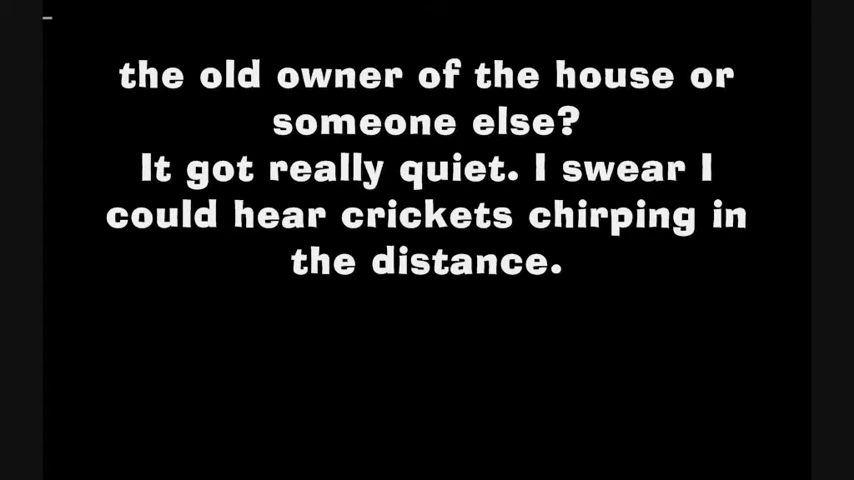 the old owner of the house or
someone else?
It got really quiet. I swear I
could hear crickets chirping in
the distance.